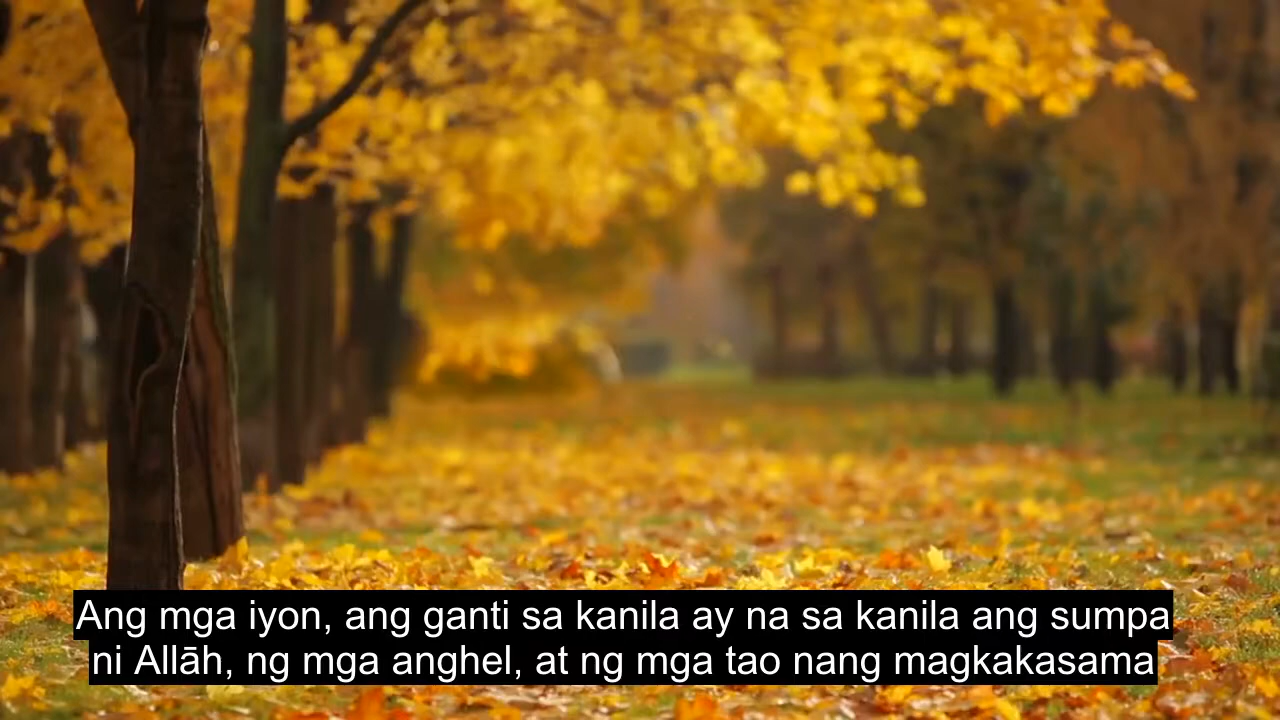 Ang mga iyon, ang ganti sa kanila ay na sa kanila ang sumpa
ni Allāh, ng mga anghel, at ng mga tao nang magkakasama